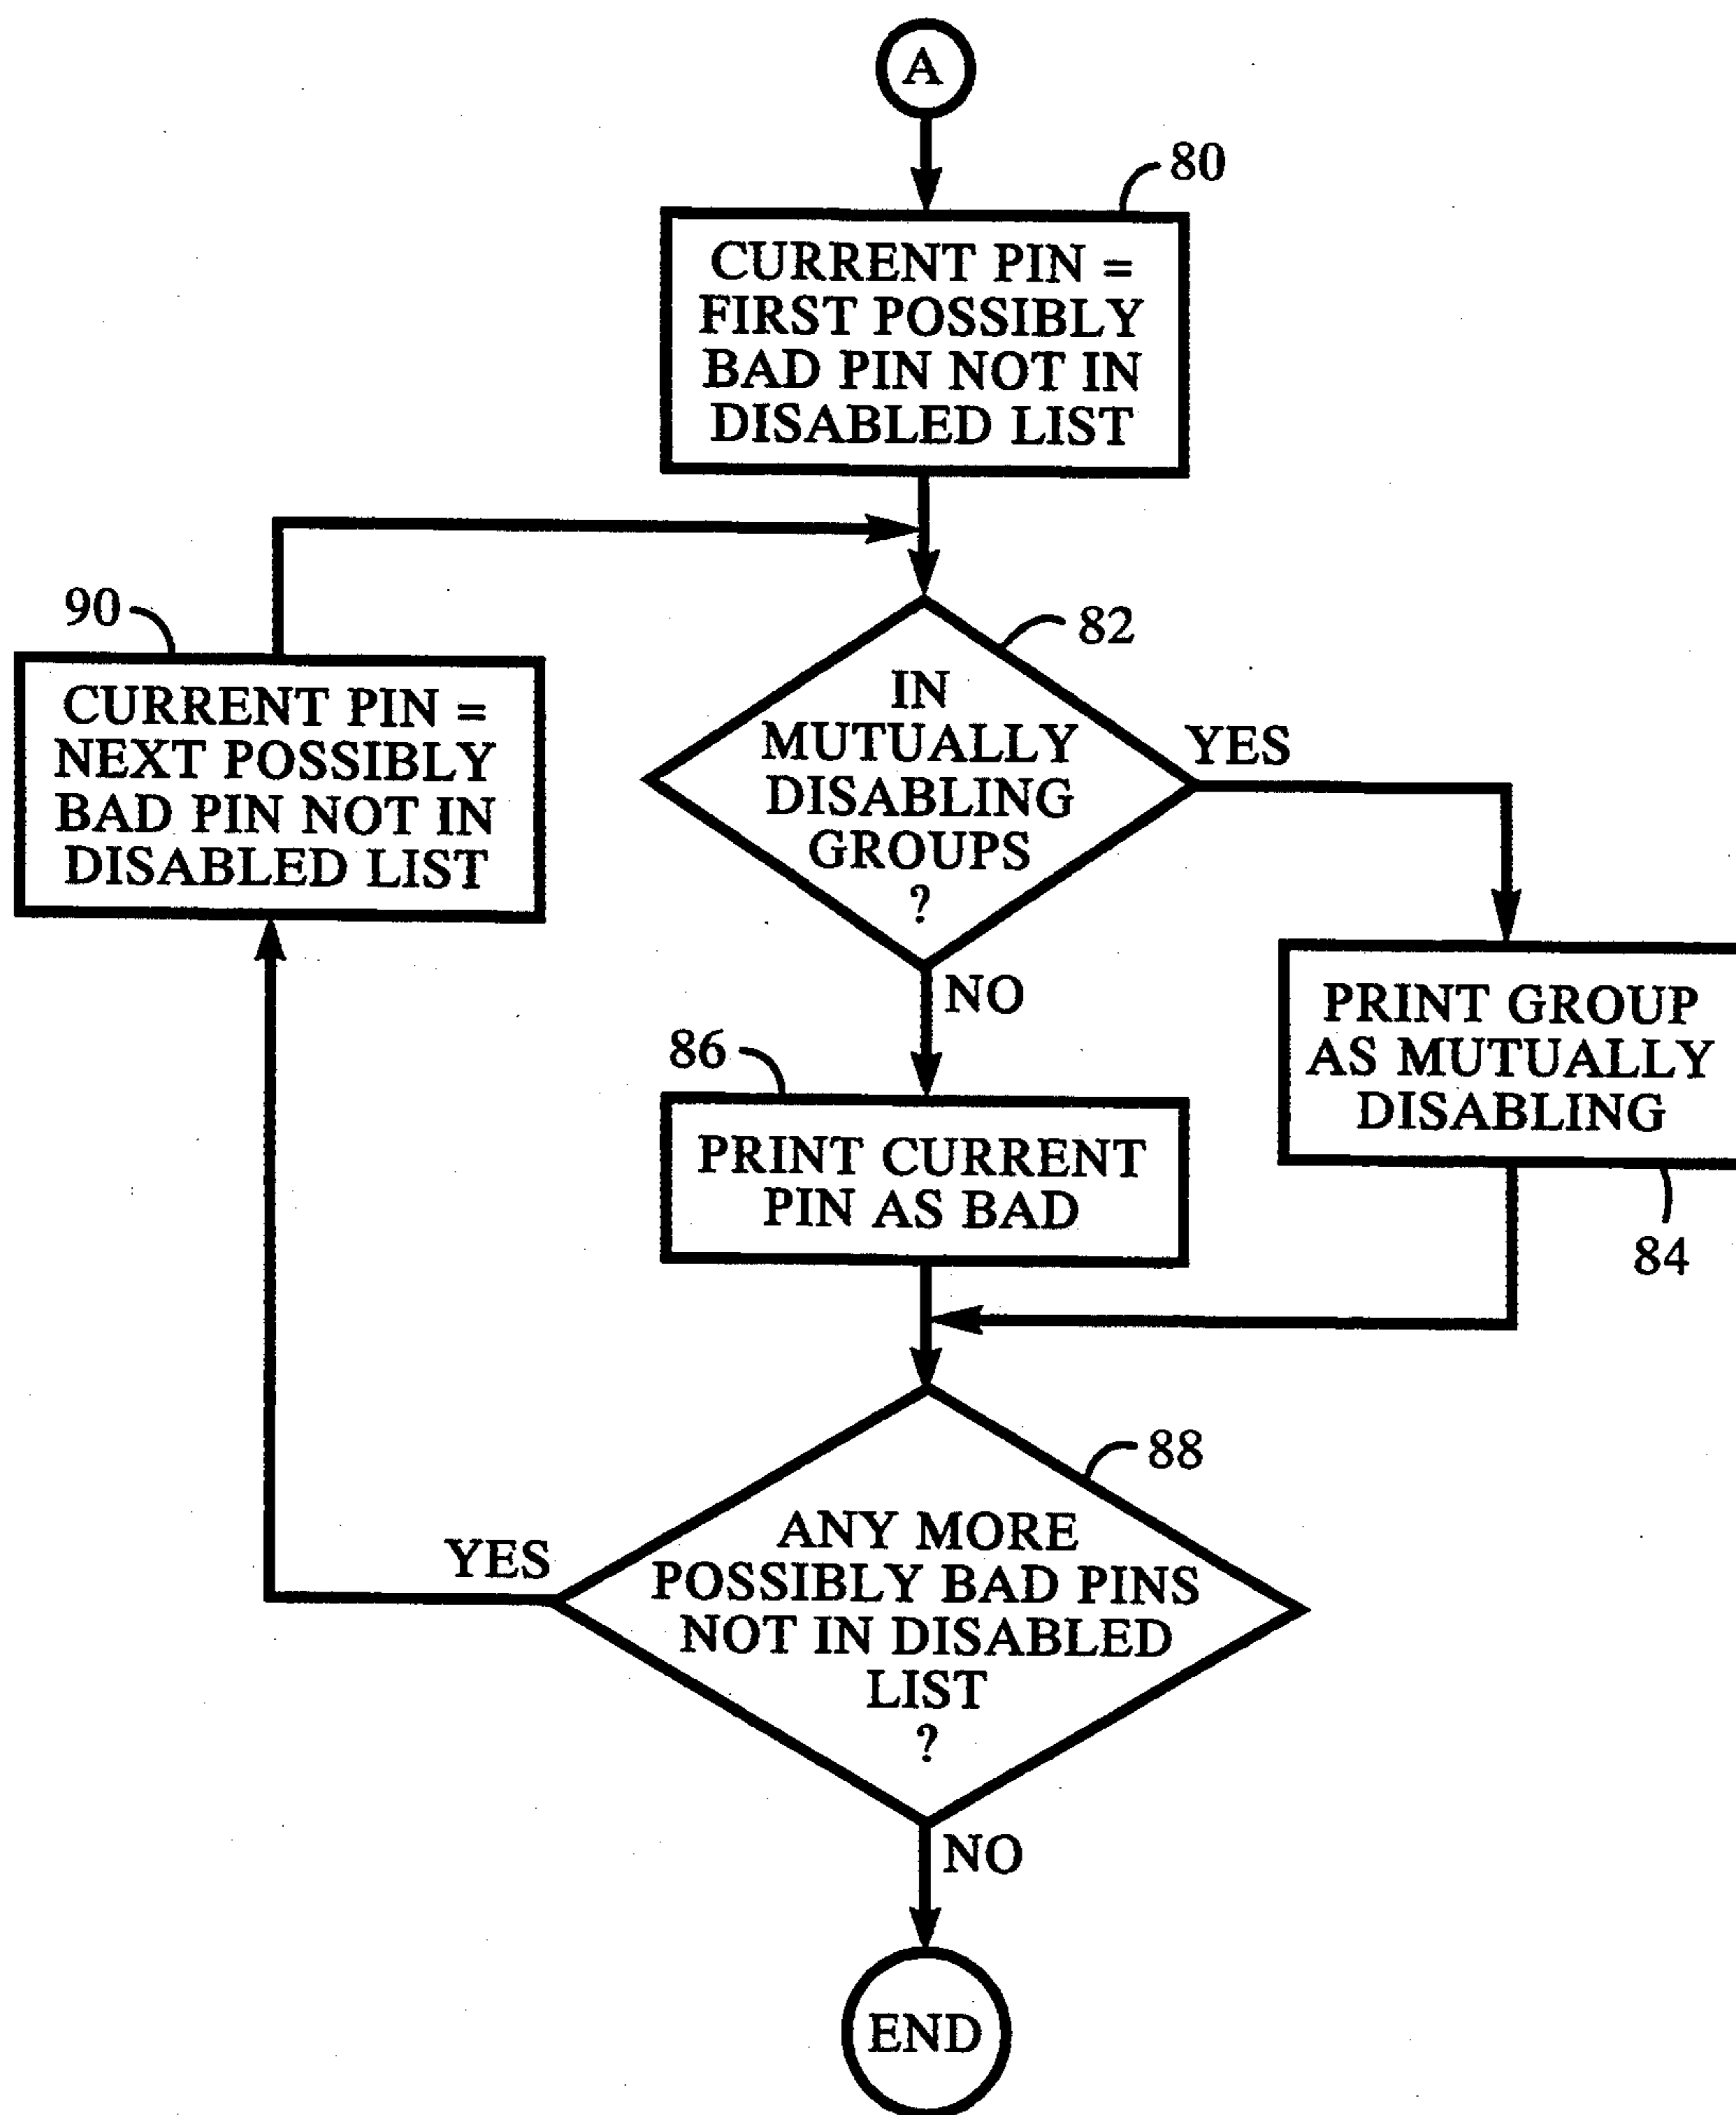 A
80
CURRENT PIN =
FIRST POSSIBLY
BAD PIN NOT IN
DISABLED LIST
90
CURRENT PIN =
NEXT POSSIBLY
BAD PIN NOT IN
DISABLED LIST
82
IN
MUTUALLY
DISABLING
GROUPS
?
YES
NO
PRINT GROUP
AS MUTUALLY
DISABLING
84
86
PRINT CURRENT
PIN AS BAD
88
ANY MORE
POSSIBLY BAD PINS
NOT IN DISABLED
LIST
?
YES
NO
END